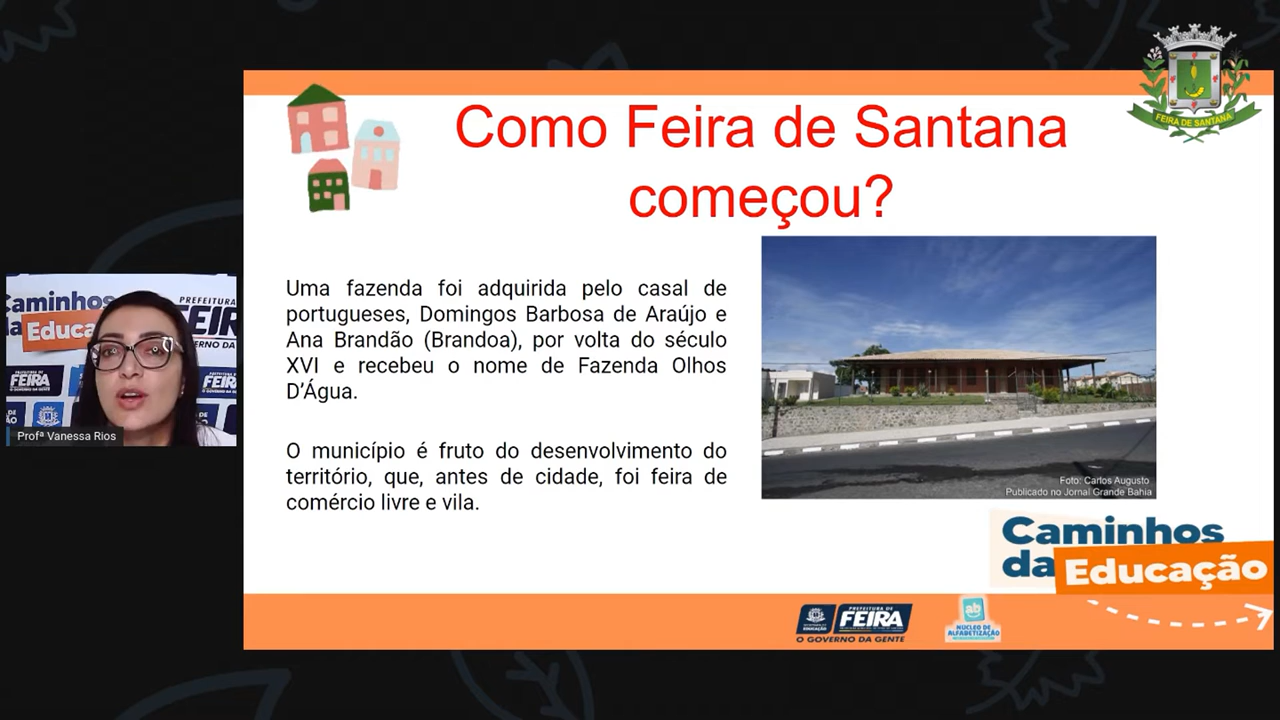 FEIRA DE SANTANA
Como Feira de Santana
começou?
Uma fazenda foi adquirida pelo casal de
portugueses, Domingos Barbosa de Araújo e
Ana Brandão (Brandoa), por volta do século
XVI e recebeu o nome de Fazenda Olhos
D’Água.
O município é fruto do desenvolvimento do
território, que, antes de cidade, foi feira de
comércio livre e vila.
Foto: Carlos Augusto
Publicado no Jornal Grande Bahia
Caminhos
da Educa
PREFEITURA
FEIR
ERNO DA
FEIRA
Profª Vanessa Rios
Caminhos
da Educação
PREFEITURA DE
FEIRA
O GOVERNO DA GENTE
EDUCAÇÃO
ab
NÚCLEO DE
ALFABETIZAÇÃO